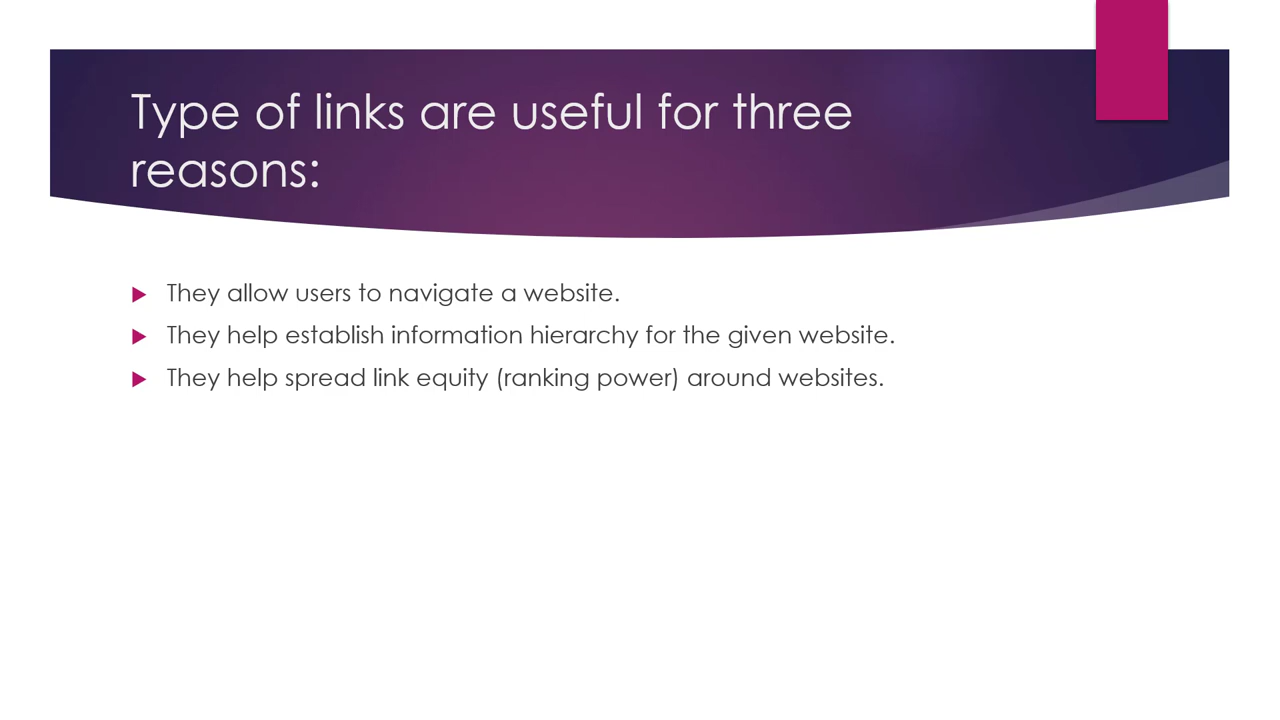 Type of links are useful for three
reasons:
They allow users to navigate a website.
They help establish information hierarchy for the given website.
They help spread link equity (ranking power) around websites.